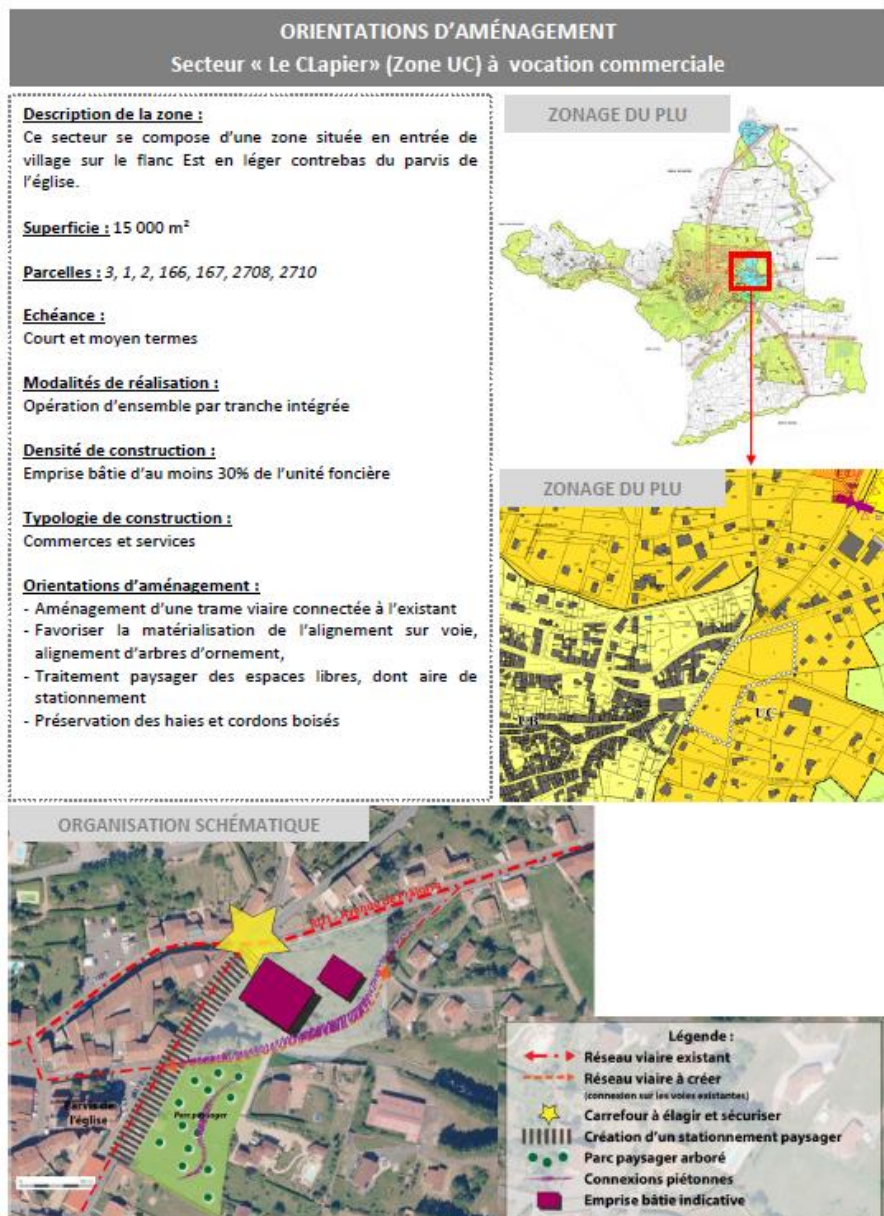 ORIENTATIONS D’AMÉNAGEMENT
Secteur « Le CLapier» (Zone UC) à vocation commerciale
Description de la zone :
Ce secteur se compose d’une zone située en entrée de
village sur le flanc Est en léger contrebas du parvis de
l’église.
Superficie : 15 000 m²
Parcelles : 3, 1, 2, 166, 167, 2708, 2710
Echéance :
Court et moyen termes
Modalités de réalisation :
Opération d’ensemble par tranche intégrée
Densité de construction :
Emprise bâtie d’au moins 30% de l’unité foncière
Typologie de construction :
Commerces et services
Orientations d’aménagement :
- Aménagement d’une trame viaire connectée à l’existant
- Favoriser la matérialisation de l’alignement sur voie,
alignement d’arbres d’ornement,
- Traitement paysager des espaces libres, dont aire de
stationnement
- Préservation des haies et cordons boisés
ZONAGE DU PLU
ZONAGE DU PLU
UB
UC
ORGANISATION SCHÉMATIQUE
Parvis de
l’église
Parc paysager
Légende :
Réseau viaire existant
Réseau viaire à créer
(connexion sur les voies existantes)
Carrefour à élagir et sécuriser
Création d’un stationnement paysager
Parc paysager arboré
Connexions piétonnes
Emprise bâtie indicative